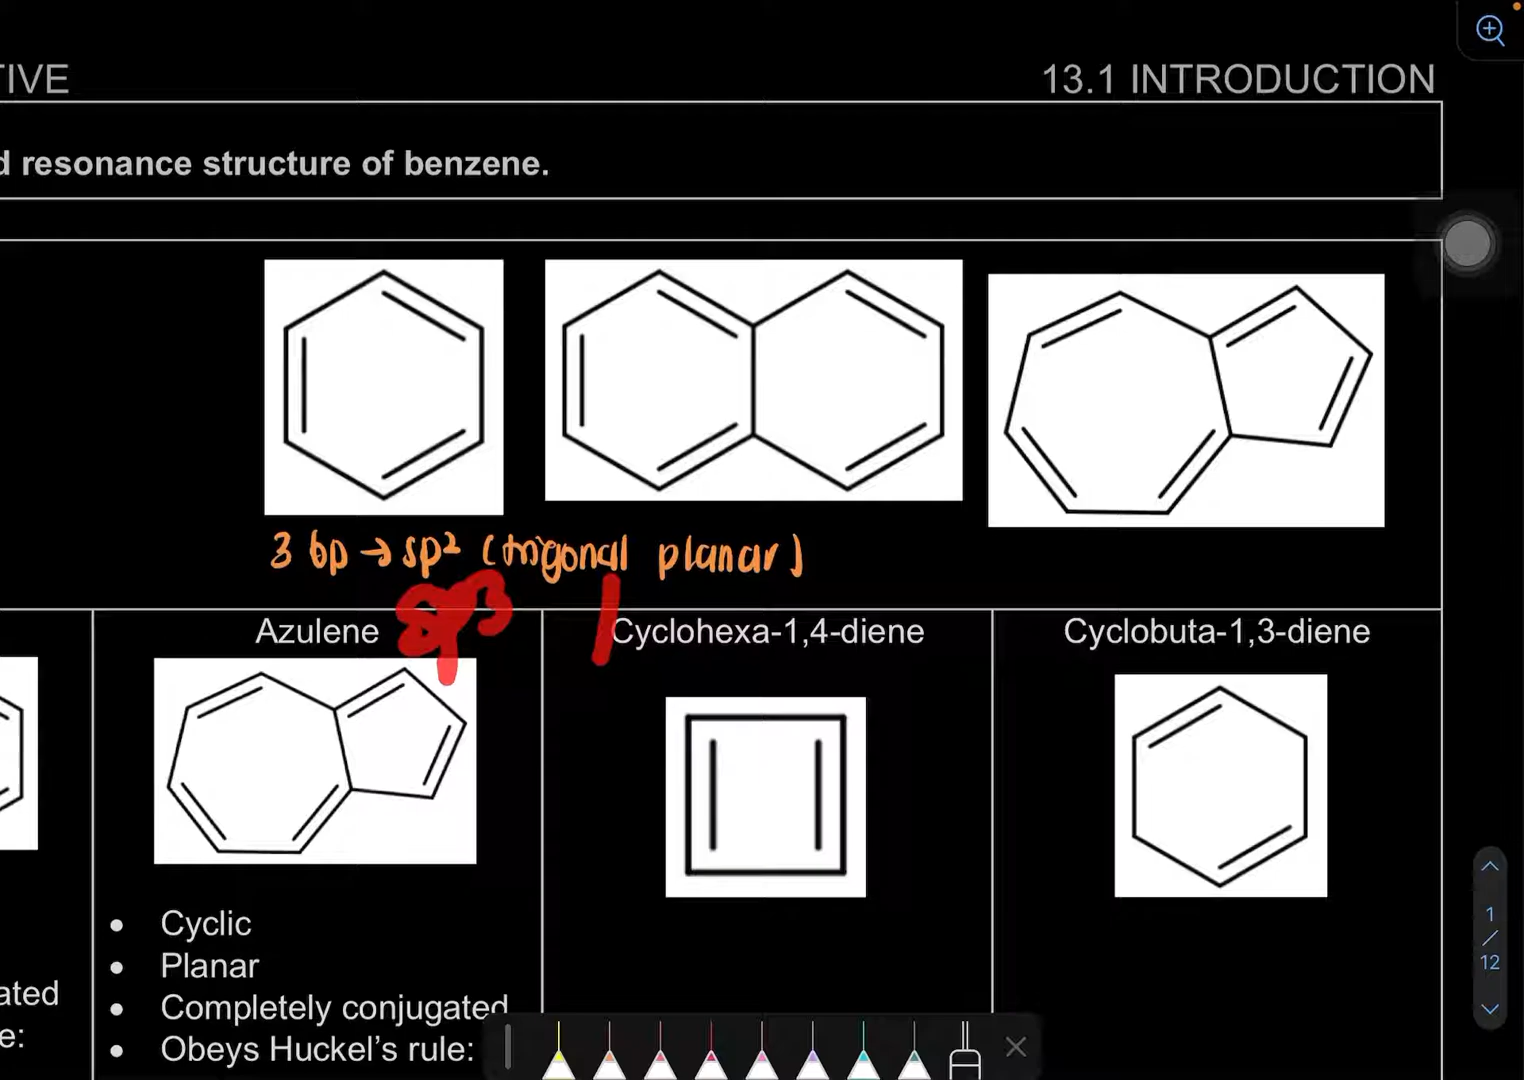 TIVE
13.1 INTRODUCTION
d resonance structure of benzene.
3 bp → sp² (trigonal planar)
sp3
Azulene
Cyclohexa-1,4-diene
Cyclobuta-1,3-diene
• Cyclic
• Planar
• Completely conjugated
• Obeys Huckel’s rule:
ated
e:
1
/
12